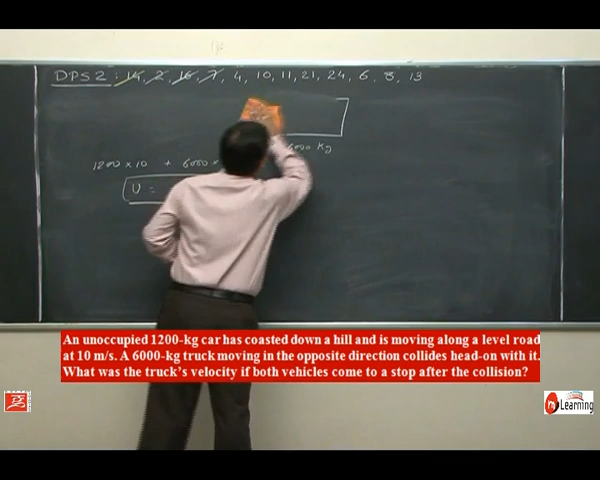 DPS2 : 14, 2, 16, 7, 4, 10, 11, 21, 24, 6, 8, 13
6000 Kg
1200 × 10 + 6000 ×
U =
An unoccupied 1200-kg car has coasted down a hill and is moving along a level road
at 10 m/s. A 6000-kg truck moving in the opposite direction collides head-on with it.
What was the truck's velocity if both vehicles come to a stop after the collision?
Learning